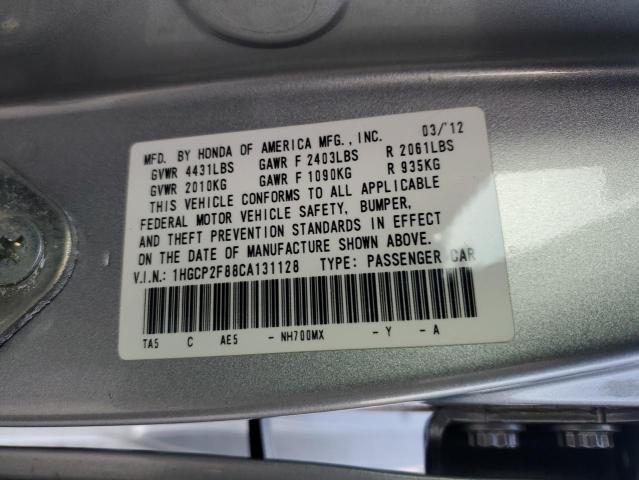 MFD. BY HONDA OF AMERICA MFG., INC. 03/'12
GVWR 4431LBS GAWR F 2403LBS R 2061LBS
GVWR 2010KG GAWR F 1090KG R 935KG
THIS VEHICLE CONFORMS TO ALL APPLICABLE
FEDERAL MOTOR VEHICLE SAFETY, BUMPER,
AND THEFT PREVENTION STANDARDS IN EFFECT
ON THE DATE OF MANUFACTURE SHOWN ABOVE.
V.I.N.: 1HGCP2F88CA131128 TYPE: PASSENGER CAR
TA5 C AE5 - NH700MX - Y - A